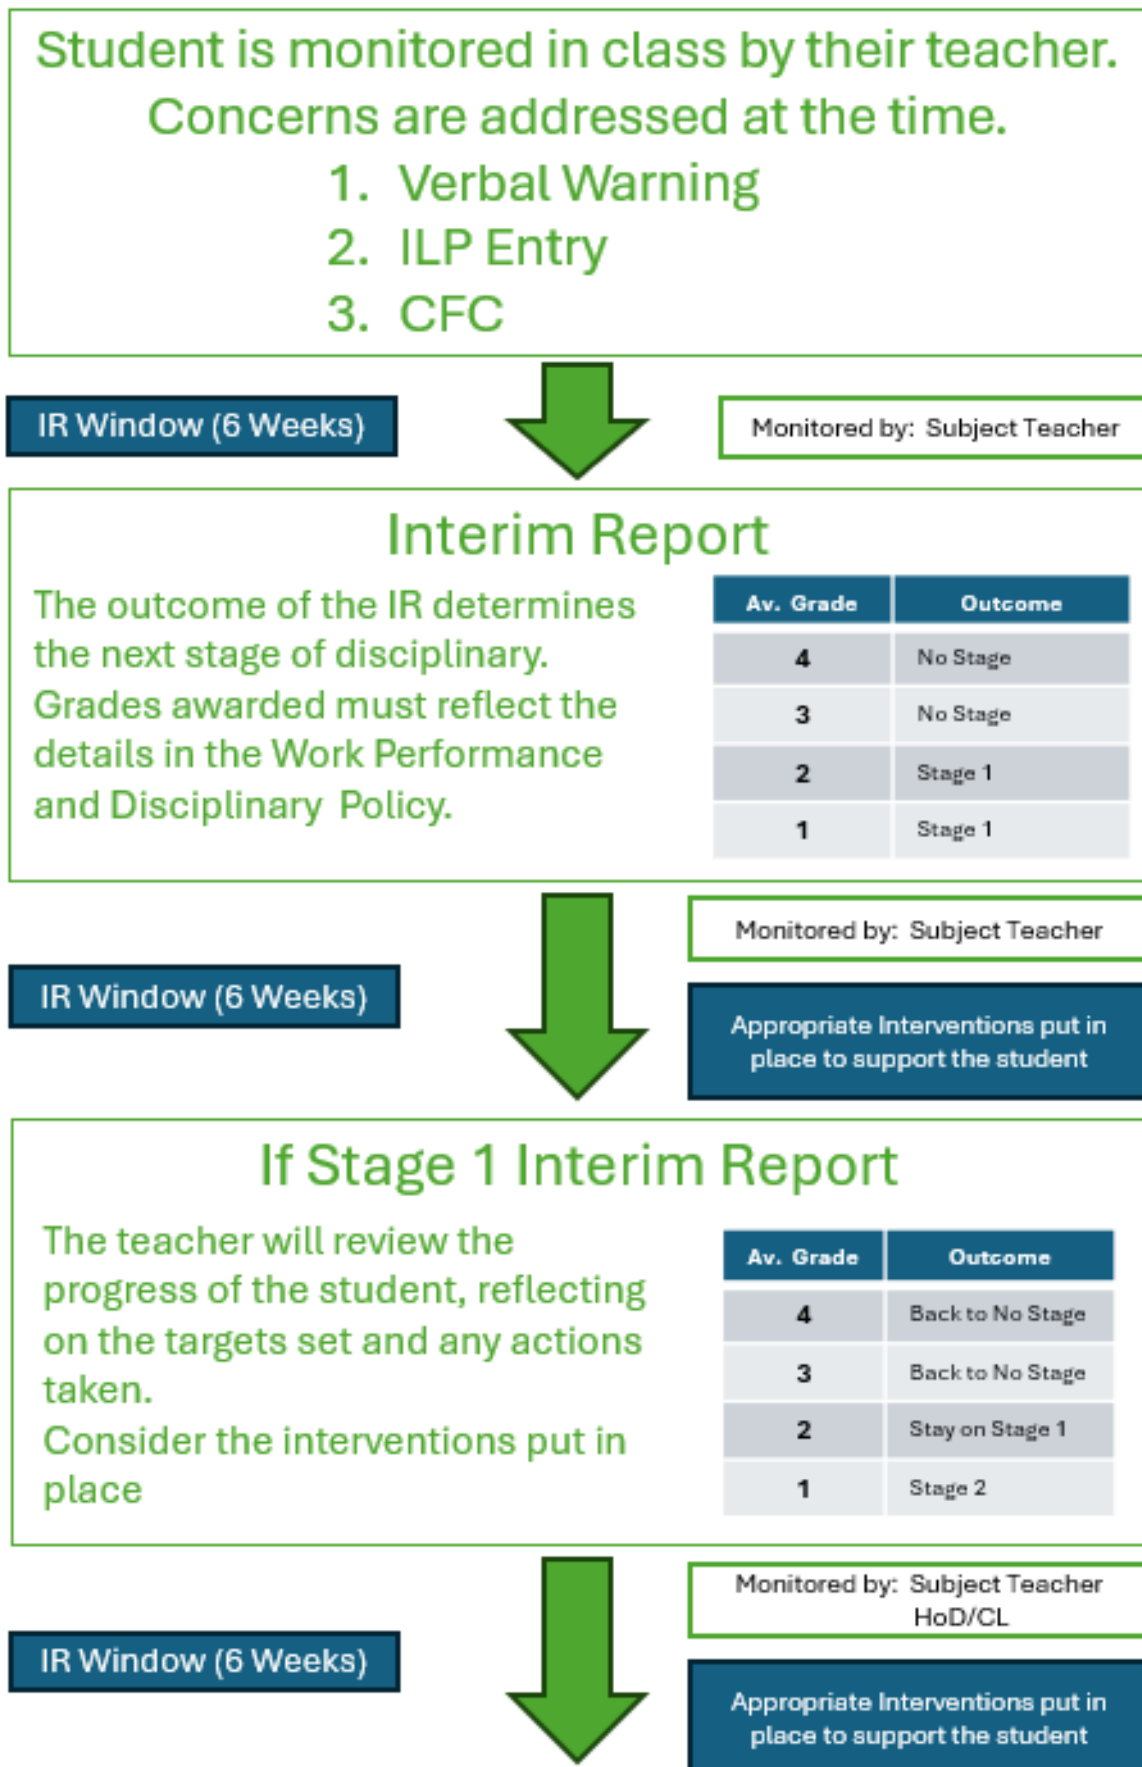 Student is monitored in class by their teacher.
Concerns are addressed at the time.
1. Verbal Warning
2. ILP Entry
3. CFC
IR Window (6 Weeks)
Monitored by: Subject Teacher
Interim Report
The outcome of the IR determines
the next stage of disciplinary.
Grades awarded must reflect the
details in the Work Performance
and Disciplinary Policy.
Av. Grade Outcome
4 No Stage
3 No Stage
2 Stage 1
1 Stage 1
Monitored by: Subject Teacher
IR Window (6 Weeks)
Appropriate Interventions put in
place to support the student
If Stage 1 Interim Report
The teacher will review the
progress of the student, reflecting
on the targets set and any actions
taken.
Consider the interventions put in
place
Av. Grade Outcome
4 Back to No Stage
3 Back to No Stage
2 Stay on Stage 1
1 Stage 2
Monitored by: Subject Teacher
HoD/CL
IR Window (6 Weeks)
Appropriate Interventions put in
place to support the student